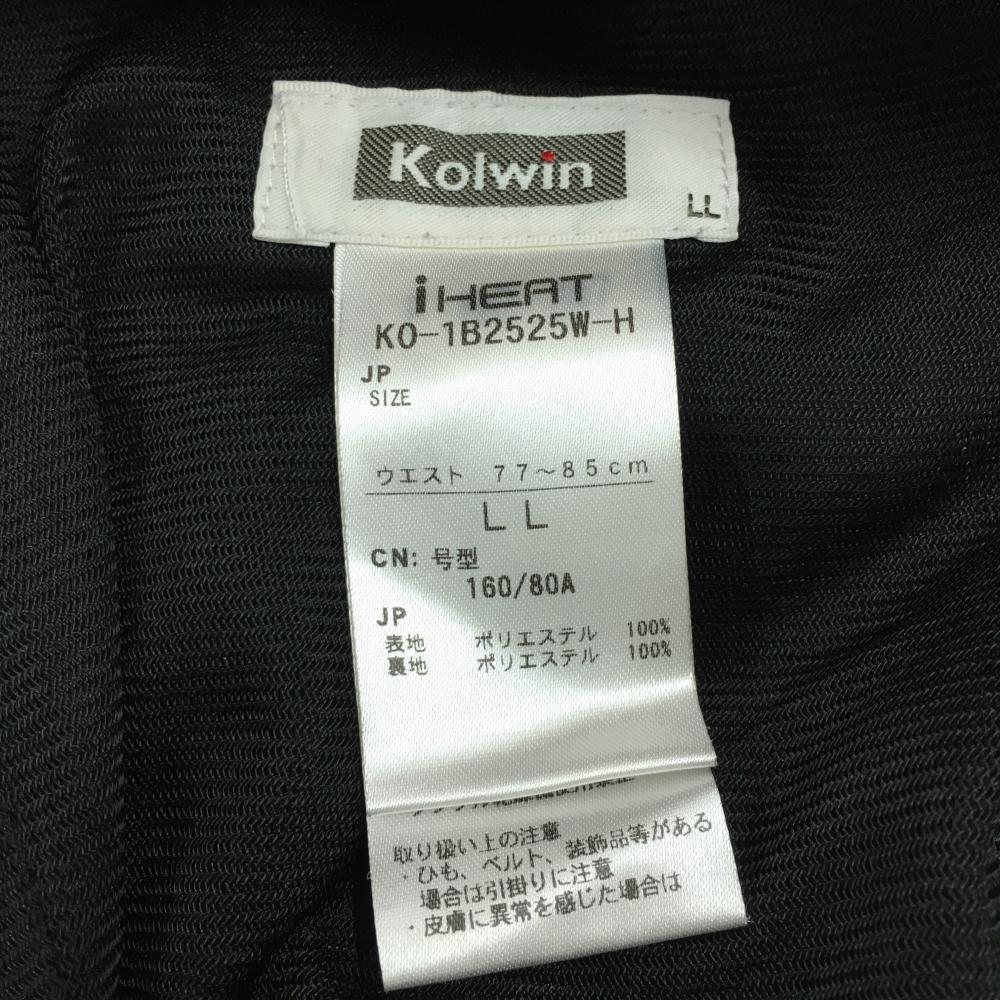 Kolwin
LL
iHEAT
KO-1B2525W-H
JP
SIZE
ウエスト 77～85cm
LL
CN: 号型
160/80A
JP
表地 ポリエステル 100%
裏地 ポリエステル 100%
取り扱い上の注意
・ひも、ベルト、装飾品等がある
場合は引掛りに注意
・皮膚に異常を感じた場合は